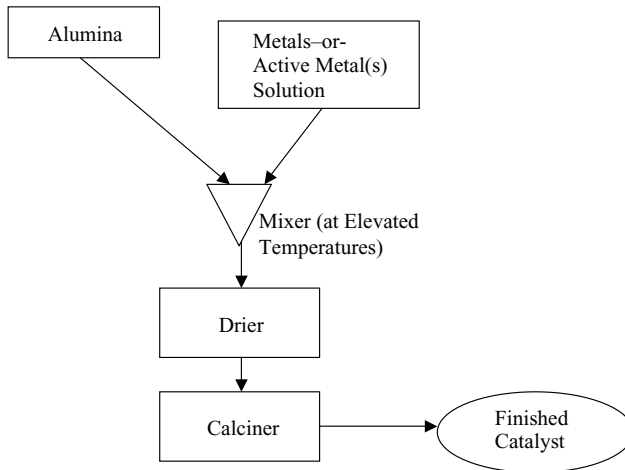 Alumina
Metals–or-
Active Metal(s)
Solution
Mixer (at Elevated
Temperatures)
Drier
Calciner
Finished
Catalyst